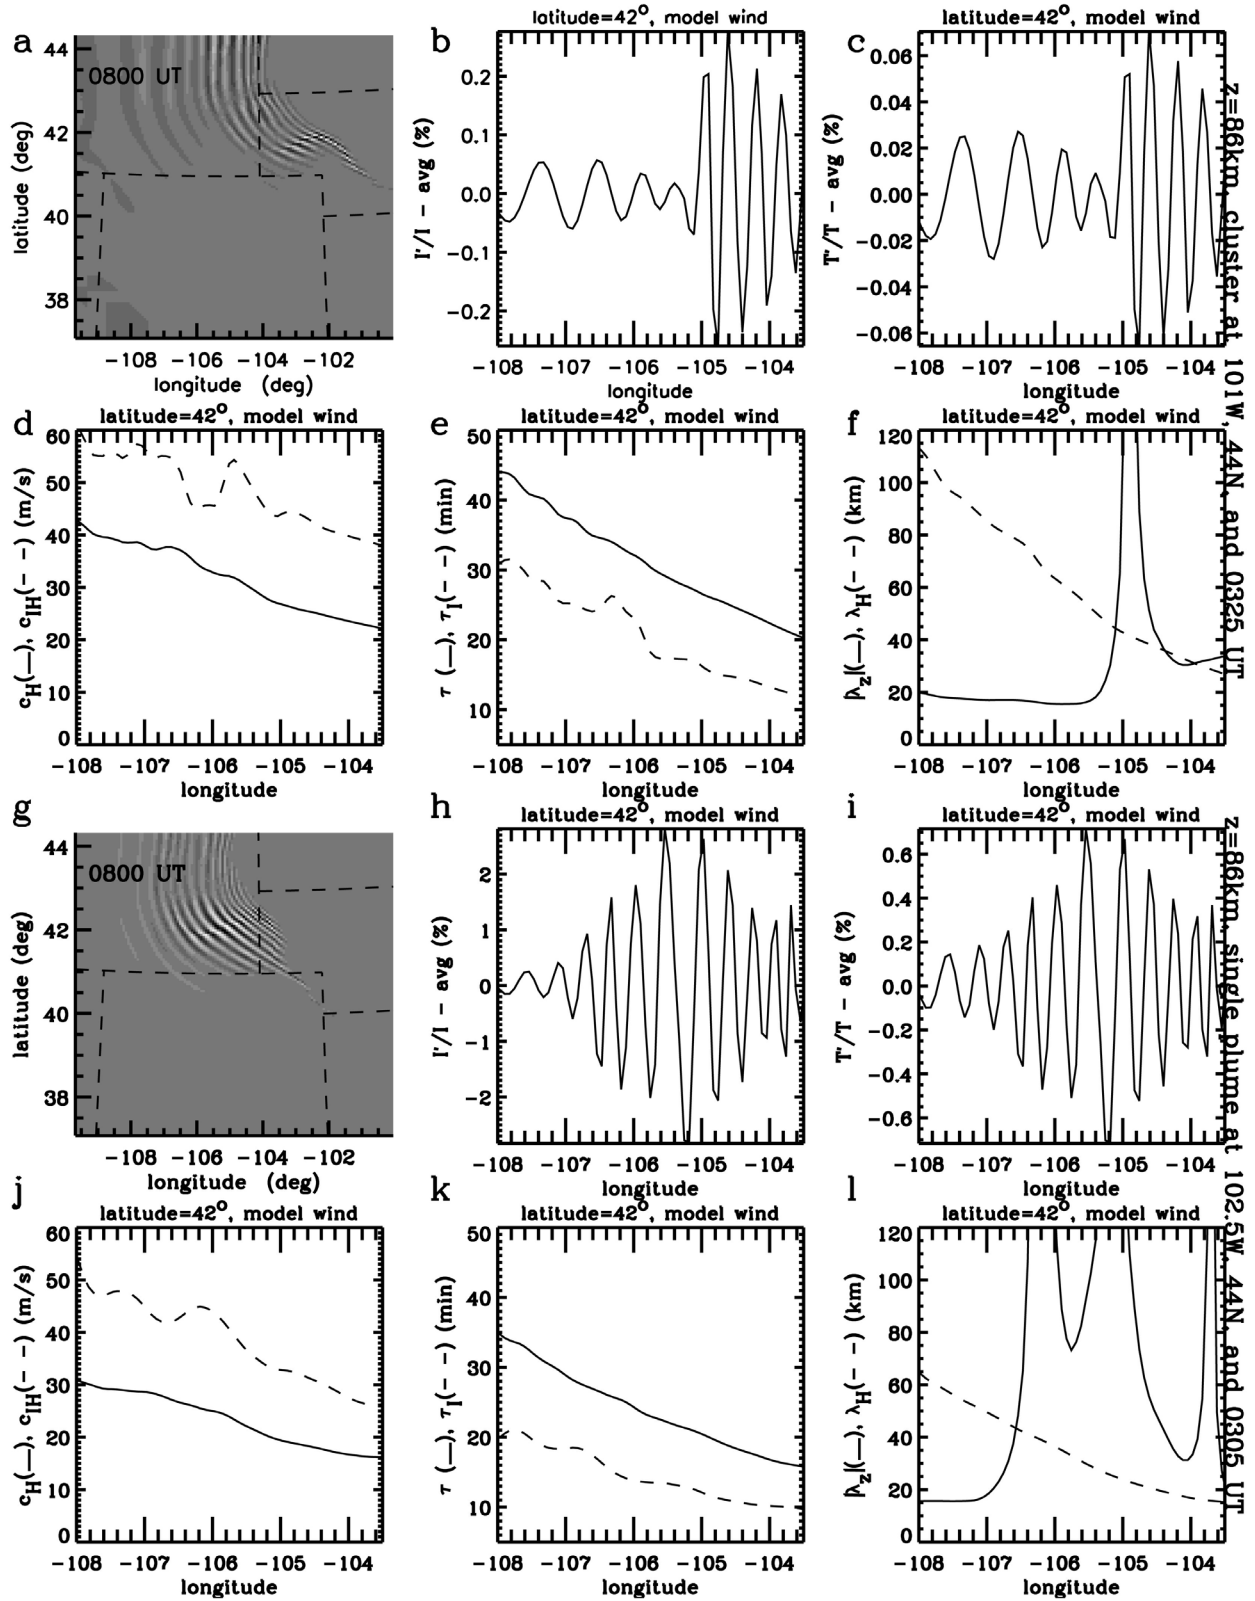 a
44
42
40
38
0800 UT
latitude (deg)
-108 -106 -104 -102
longitude (deg)
b
latitude=42°, model wind
0.2
0.1
0.0
-0.1
-0.2
I'/I - avg (%)
-108 -107 -106 -105 -104
longitude
c
latitude=42°, model wind
0.06
0.04
0.02
0.00
-0.02
-0.04
-0.06
T'/T - avg (%)
-108 -107 -106 -105 -104
longitude
z=86km, cluster at 101W, 44N, and 0325 UT
d
latitude=42°, model wind
60
50
40
30
20
10
0
cH(—), cIH(- -) (m/s)
-108 -107 -106 -105 -104
longitude
e
latitude=42°, model wind
50
40
30
20
10
τ (—), τI(- -) (min)
-108 -107 -106 -105 -104
longitude
f
latitude=42°, model wind
120
100
80
60
40
20
0
|λz|(—), λH(- -) (km)
-108 -107 -106 -105 -104
longitude
g
44
42
40
38
0800 UT
latitude (deg)
-108 -106 -104 -102
longitude (deg)
h
latitude=42°, model wind
2
1
0
-1
-2
I'/I - avg (%)
-108 -107 -106 -105 -104
longitude
i
latitude=42°, model wind
0.6
0.4
0.2
0.0
-0.2
-0.4
-0.6
T'/T - avg (%)
-108 -107 -106 -105 -104
longitude
z=86km, single plume at 102.5W, 44N, and 0305 UT
j
latitude=42°, model wind
60
50
40
30
20
10
0
cH(—), cIH(- -) (m/s)
-108 -107 -106 -105 -104
longitude
k
latitude=42°, model wind
50
40
30
20
10
τ (—), τI(- -) (min)
-108 -107 -106 -105 -104
longitude
l
latitude=42°, model wind
120
100
80
60
40
20
0
|λz|(—), λH(- -) (km)
-108 -107 -106 -105 -104
longitude